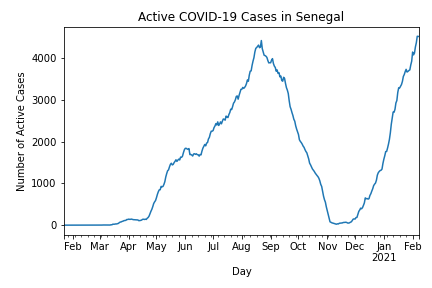 Active COVID-19 Cases in Senegal
Number of Active Cases
4000
3000
2000
1000
0
Feb Mar Apr May Jun Jul Aug Sep Oct Nov Dec Jan Feb
2021
Day